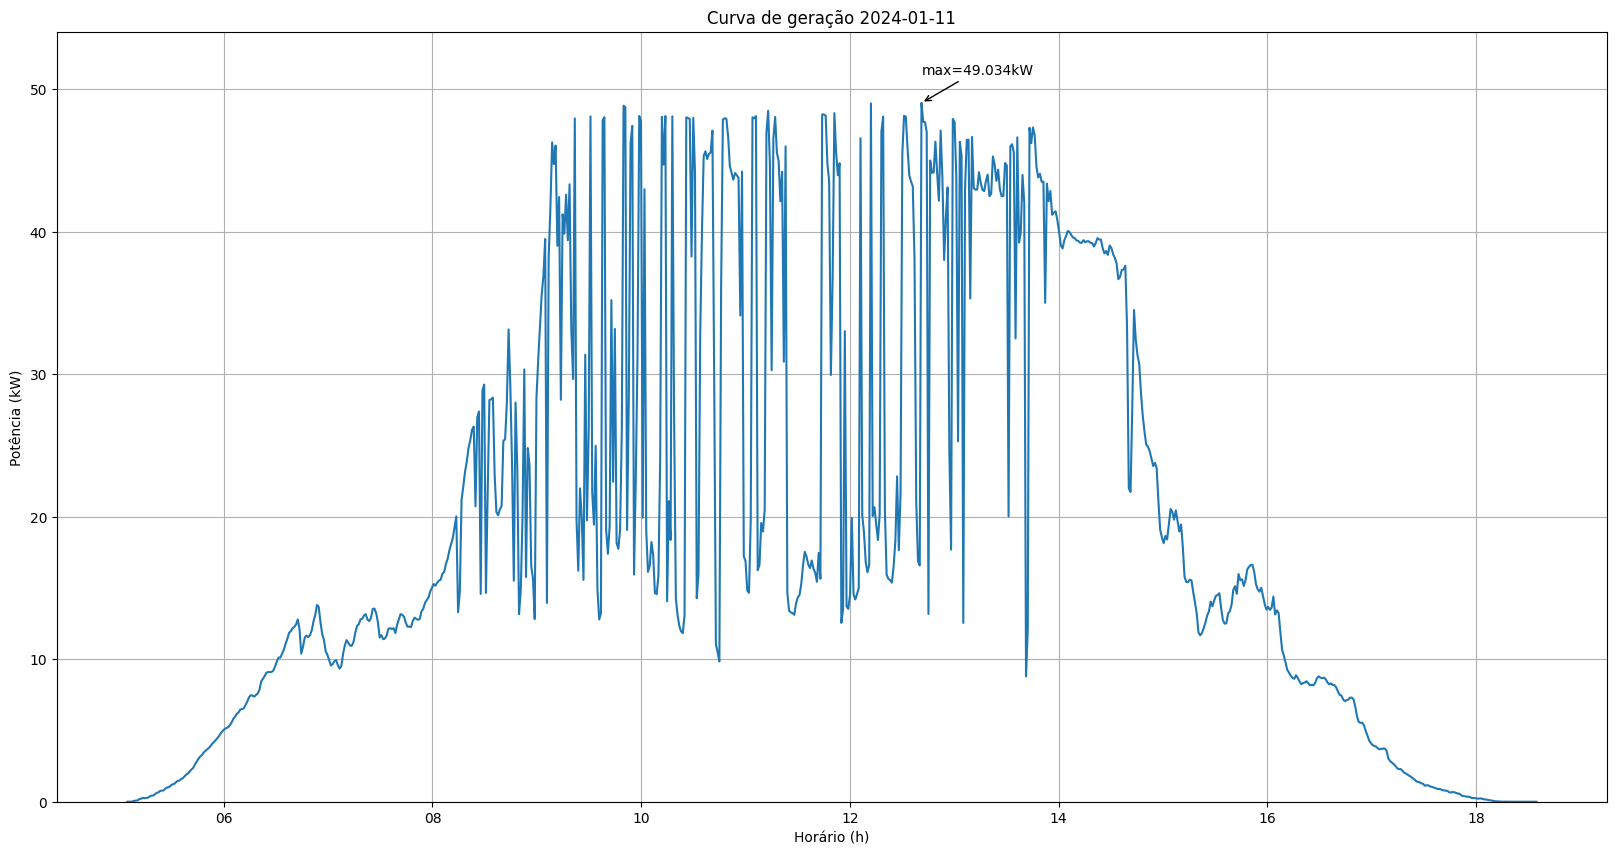 Curva de geração 2024-01-11
max=49.034kW
50
40
30
20
10
0
Potência (kW)
06 08 10 12 14 16 18
Horário (h)